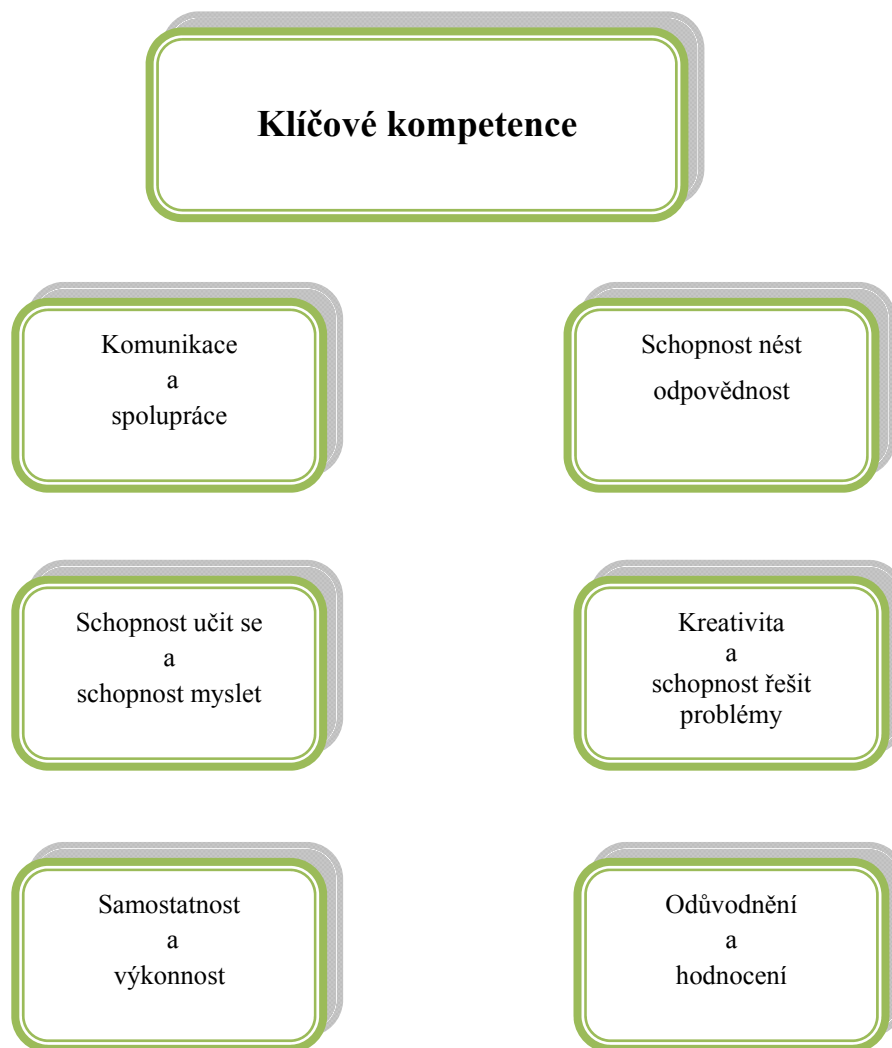 Klíčové kompetence
Komunikace
a
spolupráce
Schopnost nést
odpovědnost
Schopnost učit se
a
schopnost myslet
Kreativita
a
schopnost řešit
problémy
Samostatnost
a
výkonnost
Odůvodnění
a
hodnocení